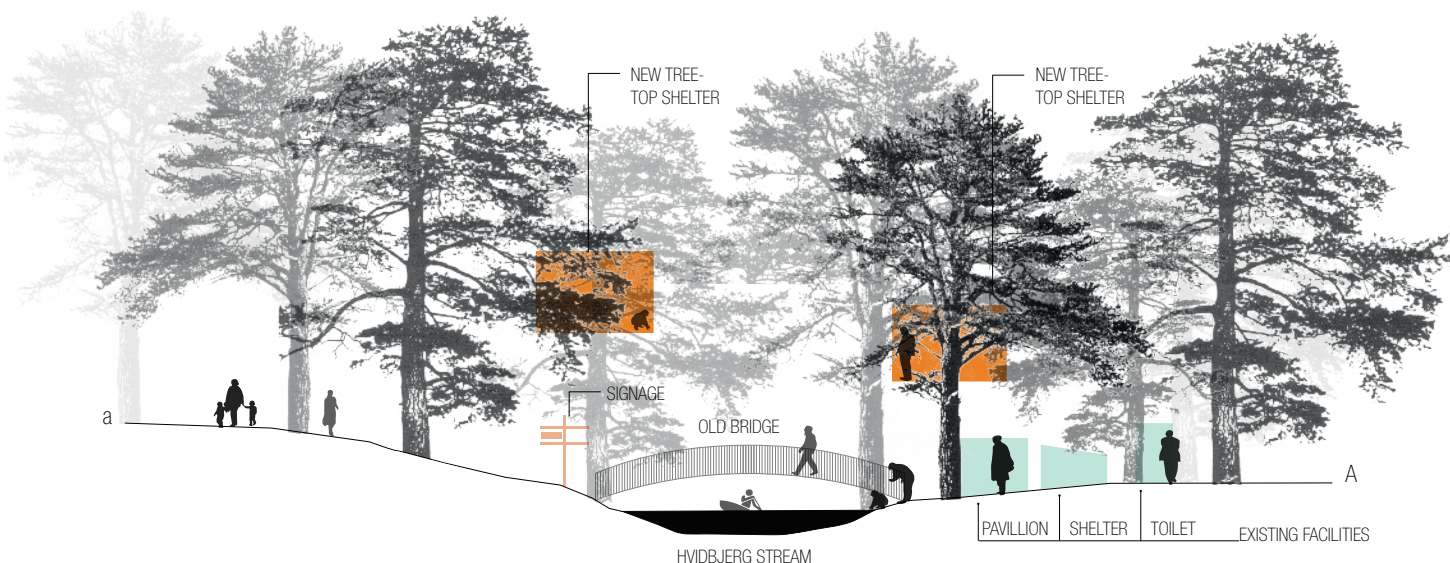 NEW TREE-
TOP SHELTER
NEW TREE-
TOP SHELTER
SIGNAGE
a
OLD BRIDGE
A
PAVILLION
SHELTER
TOILET
EXISTING FACILITIES
HVIDBJERG STREAM